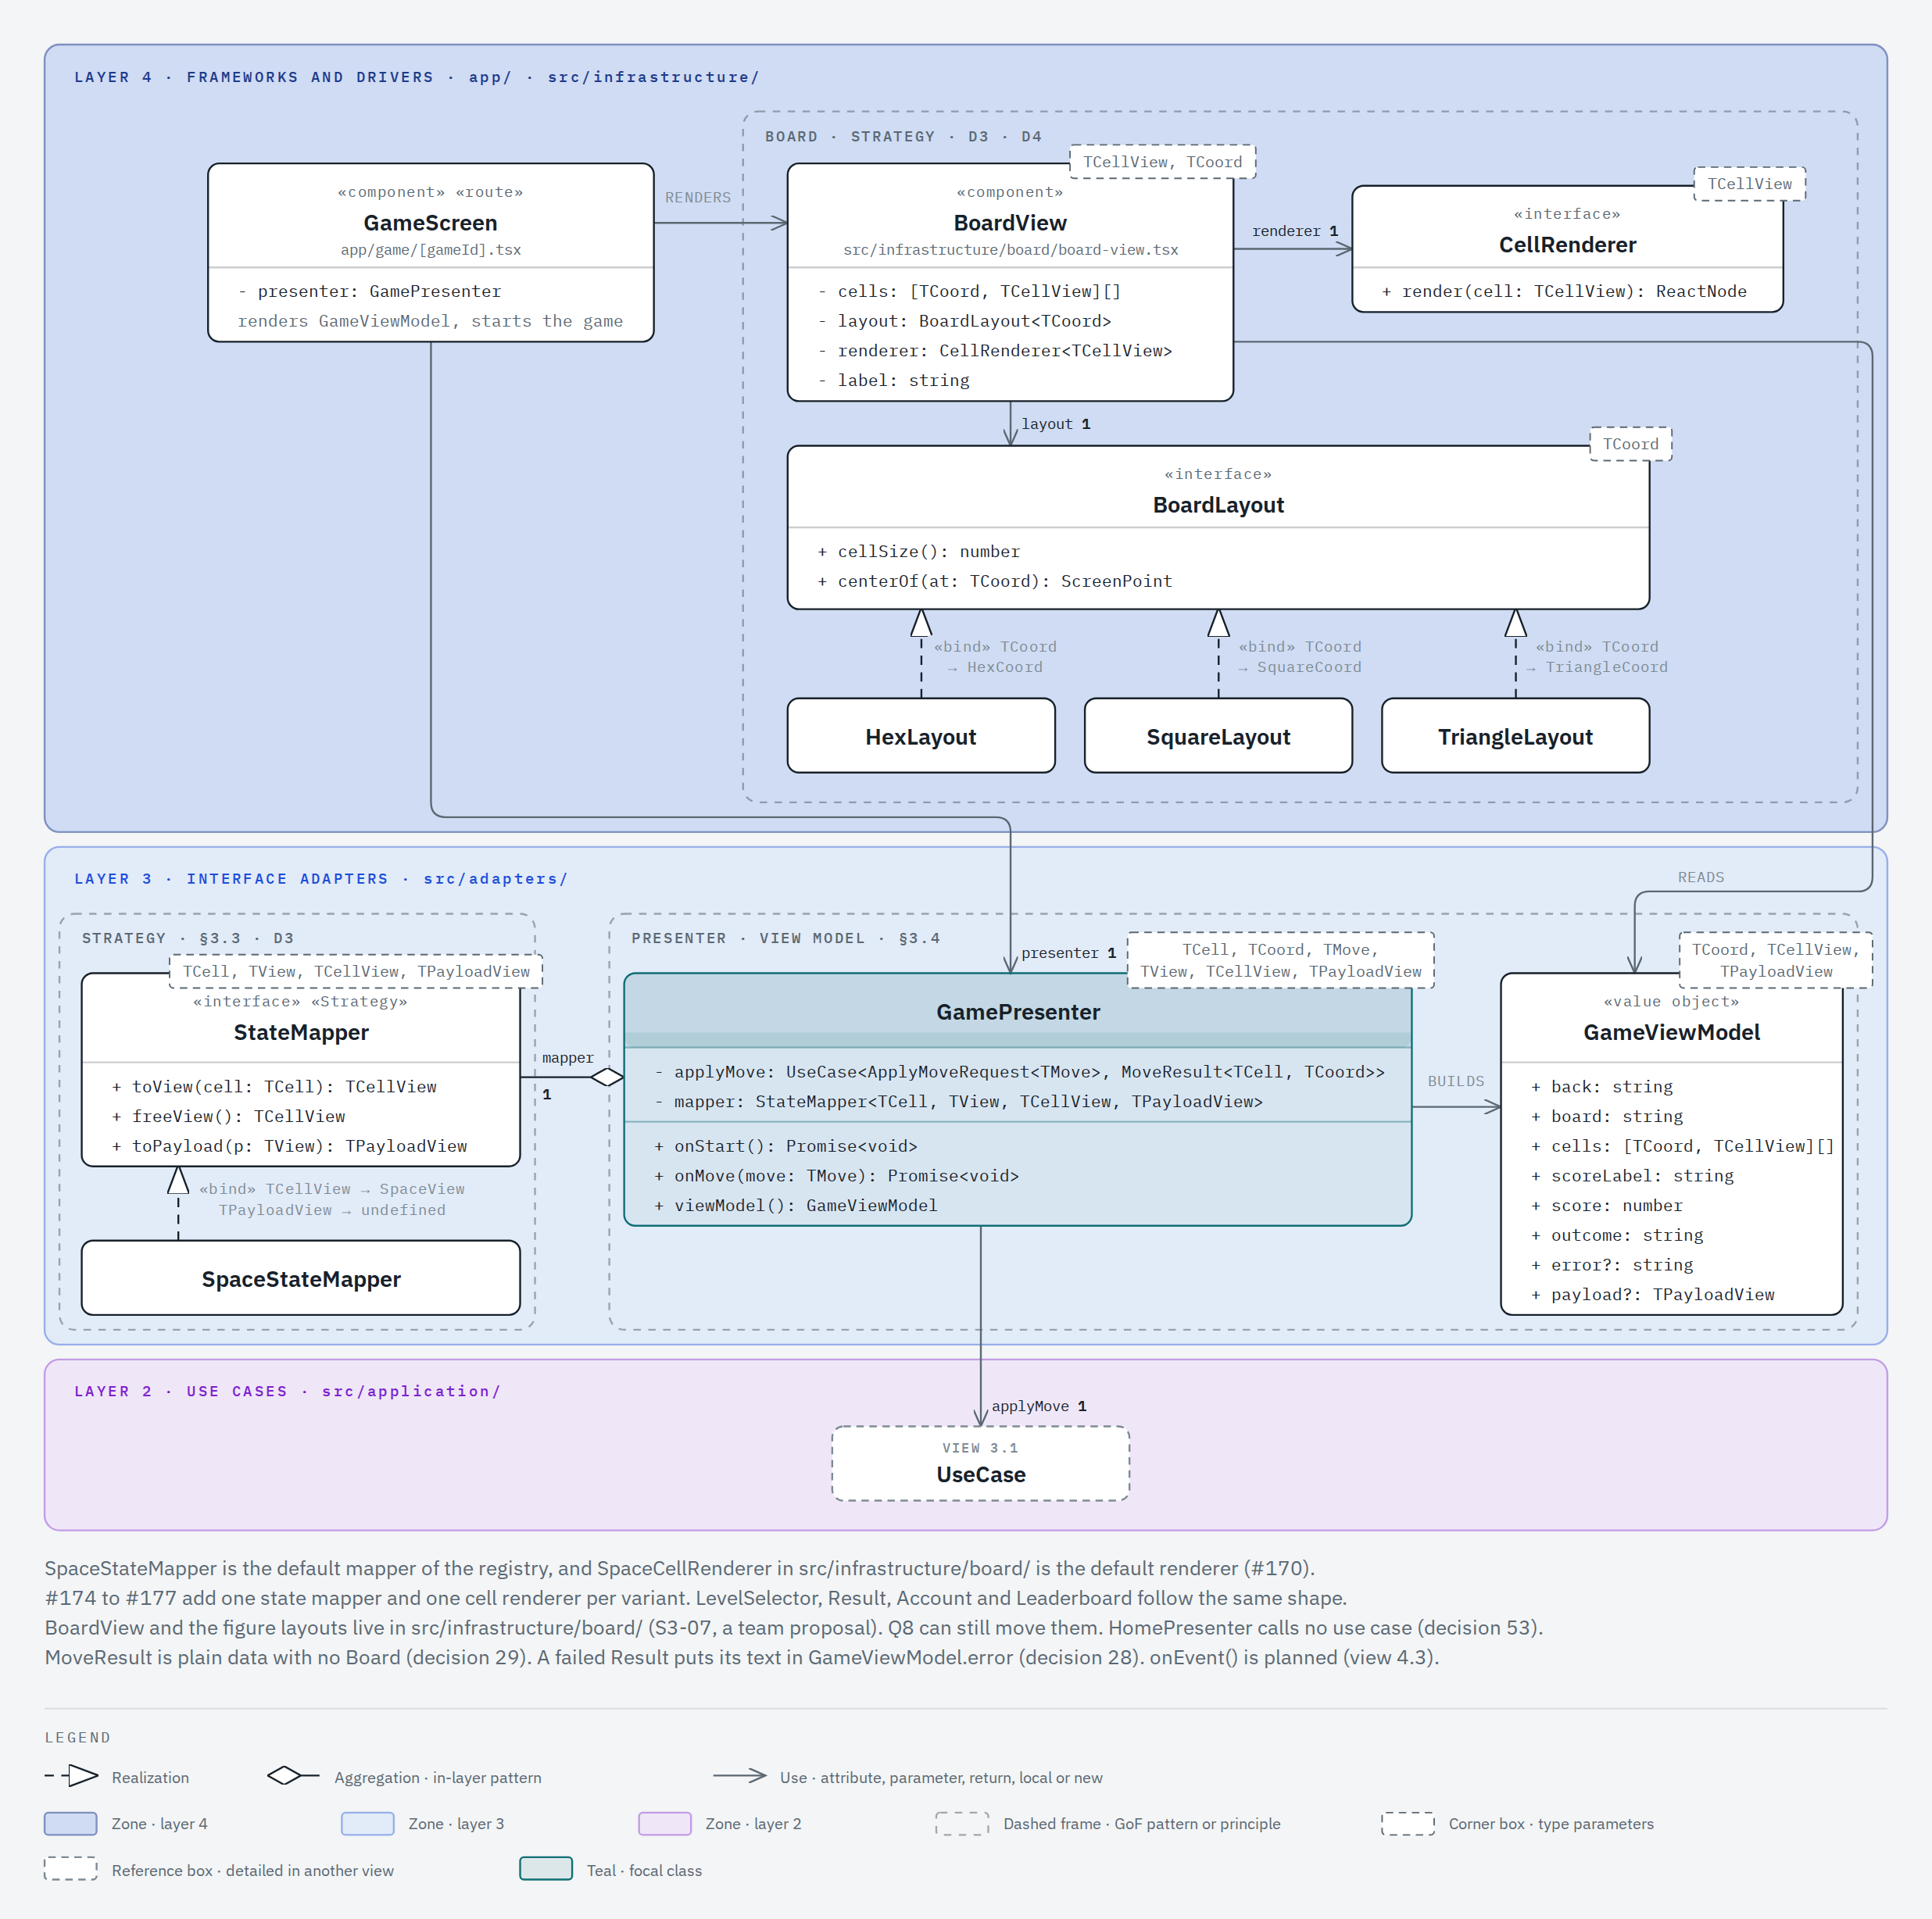 LAYER 4 · FRAMEWORKS AND DRIVERS · app/ · src/infrastructure/
BOARD · STRATEGY · D3 · D4
«component» «route»
GameScreen
app/game/[gameId].tsx
- presenter: GamePresenter
renders GameViewModel, starts the game
RENDERS
TCellView, TCoord
«component»
BoardView
src/infrastructure/board/board-view.tsx
- cells: [TCoord, TCellView][]
- layout: BoardLayout<TCoord>
- renderer: CellRenderer<TCellView>
- label: string
renderer 1
TCellView
«interface»
CellRenderer
+ render(cell: TCellView): ReactNode
layout 1
TCoord
«interface»
BoardLayout
+ cellSize(): number
+ centerOf(at: TCoord): ScreenPoint
«bind» TCoord
→ HexCoord
«bind» TCoord
→ SquareCoord
«bind» TCoord
→ TriangleCoord
HexLayout
SquareLayout
TriangleLayout
LAYER 3 · INTERFACE ADAPTERS · src/adapters/
READS
STRATEGY · §3.3 · D3
TCell, TView, TCellView, TPayloadView
«interface» «Strategy»
StateMapper
+ toView(cell: TCell): TCellView
+ freeView(): TCellView
+ toPayload(p: TView): TPayloadView
«bind» TCellView → SpaceView
TPayloadView → undefined
SpaceStateMapper
mapper
1
PRESENTER · VIEW MODEL · §3.4
presenter 1
TCell, TCoord, TMove,
TView, TCellView, TPayloadView
GamePresenter
- applyMove: UseCase<ApplyMoveRequest<TMove>, MoveResult<TCell, TCoord>>
- mapper: StateMapper<TCell, TView, TCellView, TPayloadView>
+ onStart(): Promise<void>
+ onMove(move: TMove): Promise<void>
+ viewModel(): GameViewModel
BUILDS
TCoord, TCellView,
TPayloadView
«value object»
GameViewModel
+ back: string
+ board: string
+ cells: [TCoord, TCellView][]
+ scoreLabel: string
+ score: number
+ outcome: string
+ error?: string
+ payload?: TPayloadView
LAYER 2 · USE CASES · src/application/
applyMove 1
VIEW 3.1
UseCase
SpaceStateMapper is the default mapper of the registry, and SpaceCellRenderer in src/infrastructure/board/ is the default renderer (#170).
#174 to #177 add one state mapper and one cell renderer per variant. LevelSelector, Result, Account and Leaderboard follow the same shape.
BoardView and the figure layouts live in src/infrastructure/board/ (S3-07, a team proposal). Q8 can still move them. HomePresenter calls no use case (decision 53).
MoveResult is plain data with no Board (decision 29). A failed Result puts its text in GameViewModel.error (decision 28). onEvent() is planned (view 4.3).
LEGEND
Realization
Aggregation · in-layer pattern
Use · attribute, parameter, return, local or new
Zone · layer 4
Zone · layer 3
Zone · layer 2
Dashed frame · GoF pattern or principle
Corner box · type parameters
Reference box · detailed in another view
Teal · focal class